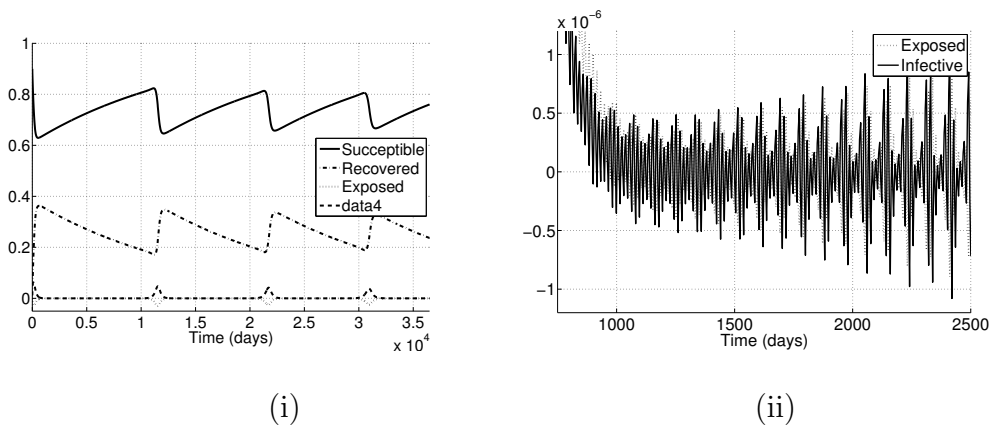 1
0.8
0.6
0.4
0.2
0
Succeptible
Recovered
Exposed
data4
0 0.5 1 1.5 2 2.5 3 3.5
Time (days)
x 10^4
(i)
x 10^-6
Exposed
Infective
0.5
0
−0.5
−1
1000 1500 2000 2500
Time (days)
(ii)